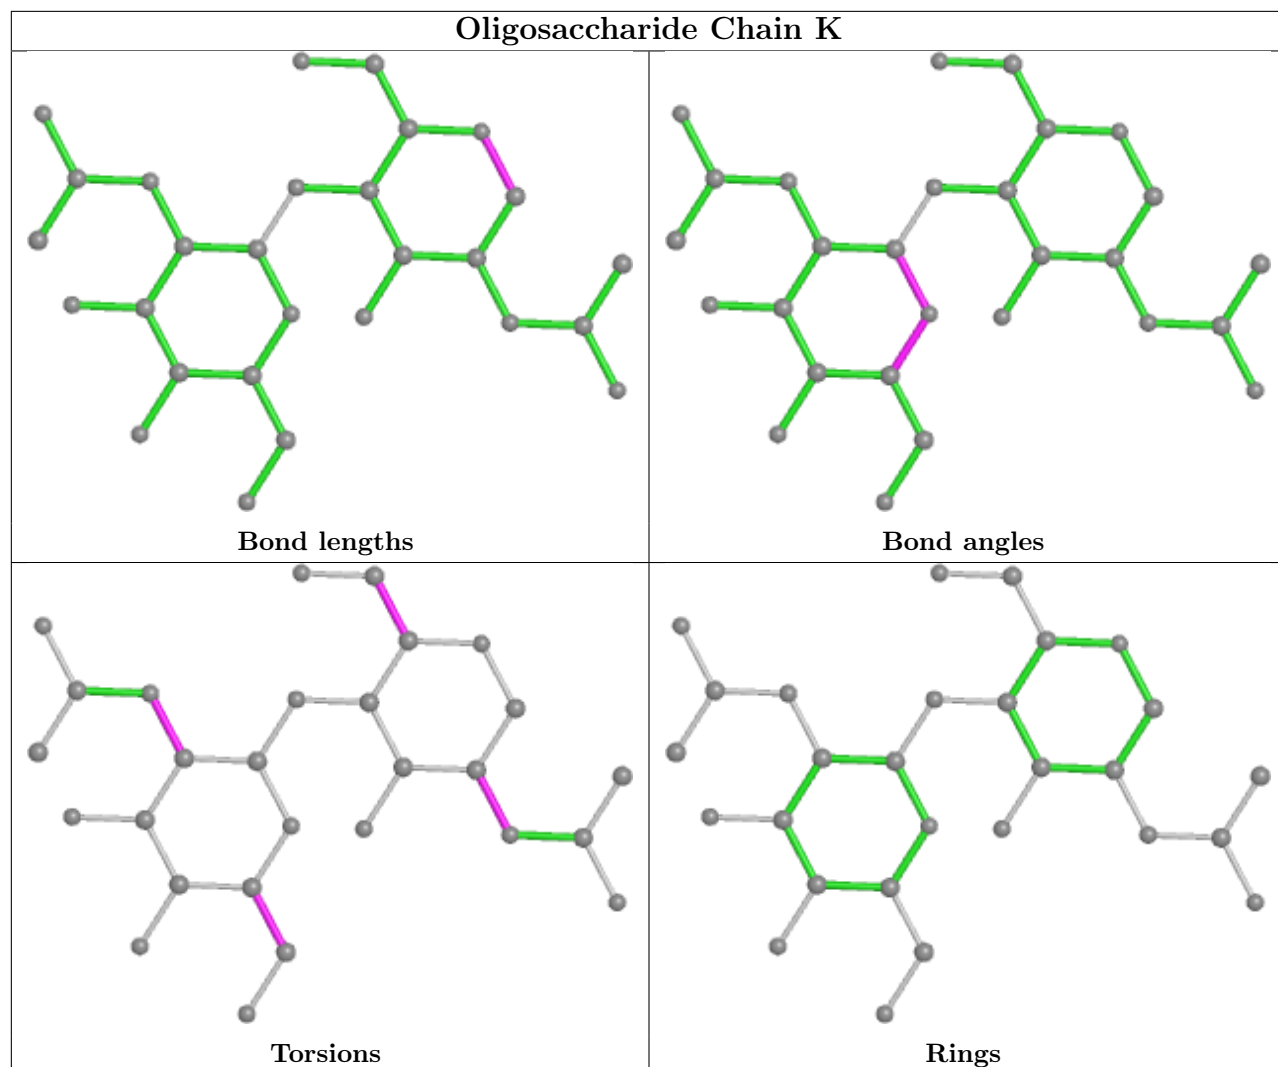 Oligosaccharide Chain K
Bond lengths
Bond angles
Torsions
Rings